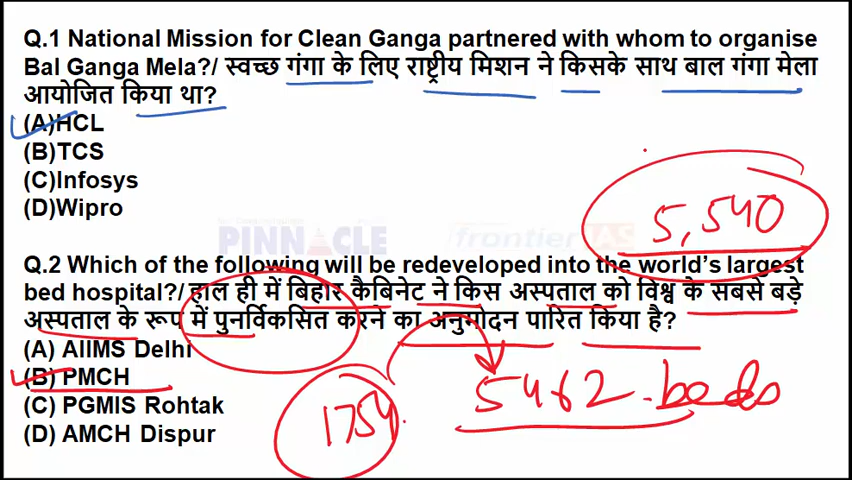 Q.1 National Mission for Clean Ganga partnered with whom to organise
Bal Ganga Mela?/ स्वच्छ गंगा के लिए राष्ट्रीय मिशन ने किसके साथ बाल गंगा मेला
आयोजित किया था?
(A)HCL
(B)TCS
(C)Infosys
(D)Wipro
5,540
PINNACLE frontier IAS
Q.2 Which of the following will be redeveloped into the world's largest
bed hospital?/ हाल ही में बिहार कैबिनेट ने किस अस्पताल को विश्व के सबसे बड़े
अस्पताल के रूप में पुनर्विकसित करने का अनुमोदन पारित किया है?
(A) AIIMS Delhi
(B) PMCH
5462 - beds
(C) PGMIS Rohtak
1754
(D) AMCH Dispur